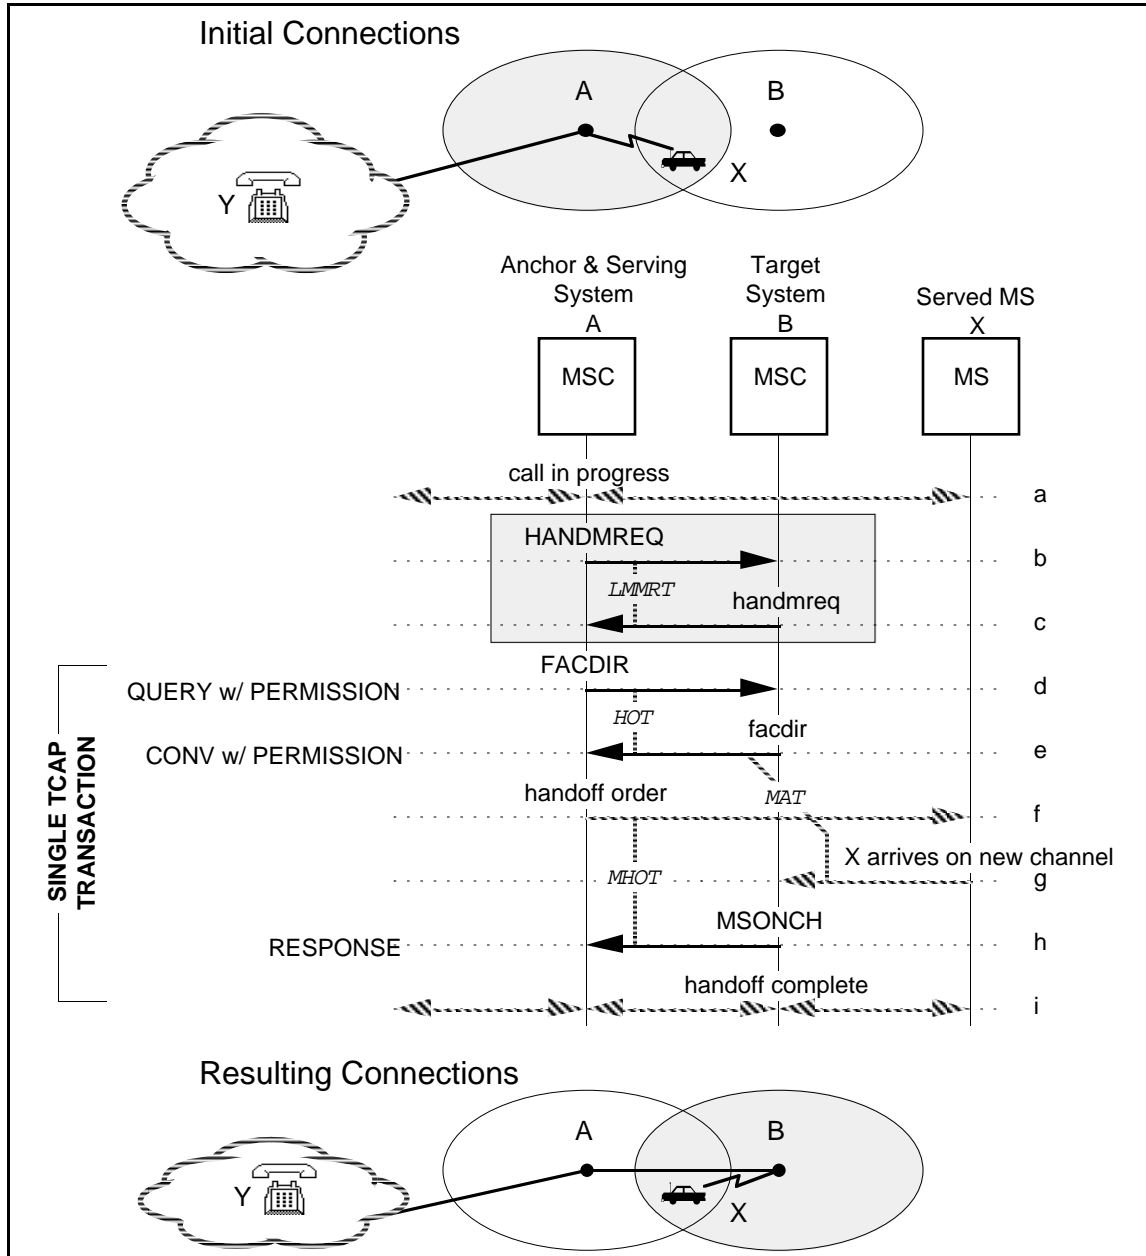 Initial Connections
A
B
Y
X
Anchor & Serving
System
A
Target
System
B
Served MS
X
MSC
MSC
MS
call in progress
a
HANDMREQ
b
LMMRT
handmreq
c
FACDIR
QUERY w/ PERMISSION
d
HOT
facdir
CONV w/ PERMISSION
e
handoff order
MAT
f
X arrives on new channel
MHOT
g
MSONCH
RESPONSE
h
handoff complete
i
SINGLE TCAP
TRANSACTION
Resulting Connections
A
B
Y
X